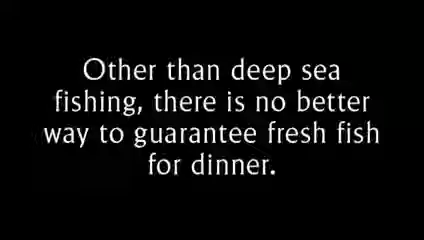 Other than deep sea
fishing, there is no better
way to guarantee fresh fish
for dinner.